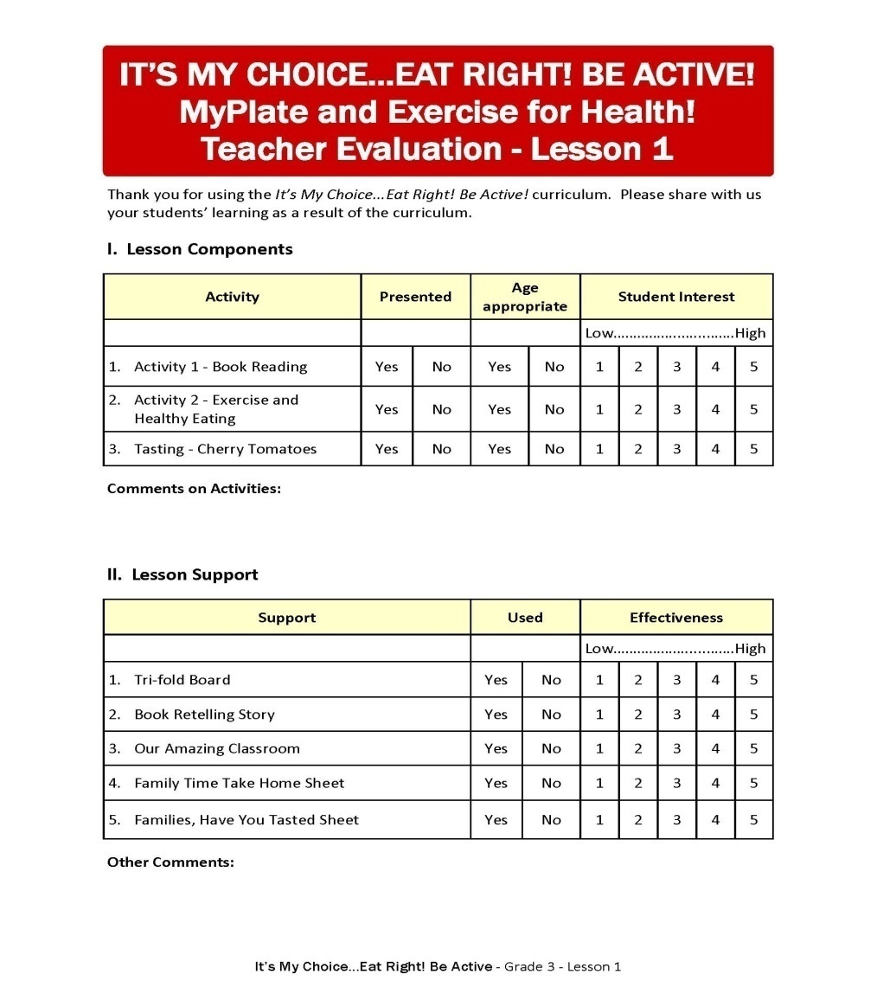 IT'S MY CHOICE...EAT RIGHT! BE ACTIVE!
MyPlate and Exercise for Health!
Teacher Evaluation - Lesson 1
Thank you for using the It's My Choice...Eat Right! Be Active! curriculum.  Please share with us
your students' learning as a result of the curriculum.
I.  Lesson Components
Activity Presented Age appropriate Student Interest
Low..............................High
1. Activity 1 - Book Reading Yes No Yes No 1 2 3 4 5
2. Activity 2 - Exercise and
Healthy Eating Yes No Yes No 1 2 3 4 5
3. Tasting - Cherry Tomatoes Yes No Yes No 1 2 3 4 5
Comments on Activities:
II.  Lesson Support
Support Used Effectiveness
Low..............................High
1. Tri-fold Board Yes No 1 2 3 4 5
2. Book Retelling Story Yes No 1 2 3 4 5
3. Our Amazing Classroom Yes No 1 2 3 4 5
4. Family Time Take Home Sheet Yes No 1 2 3 4 5
5. Families, Have You Tasted Sheet Yes No 1 2 3 4 5
Other Comments:
It's My Choice...Eat Right! Be Active - Grade 3 - Lesson 1